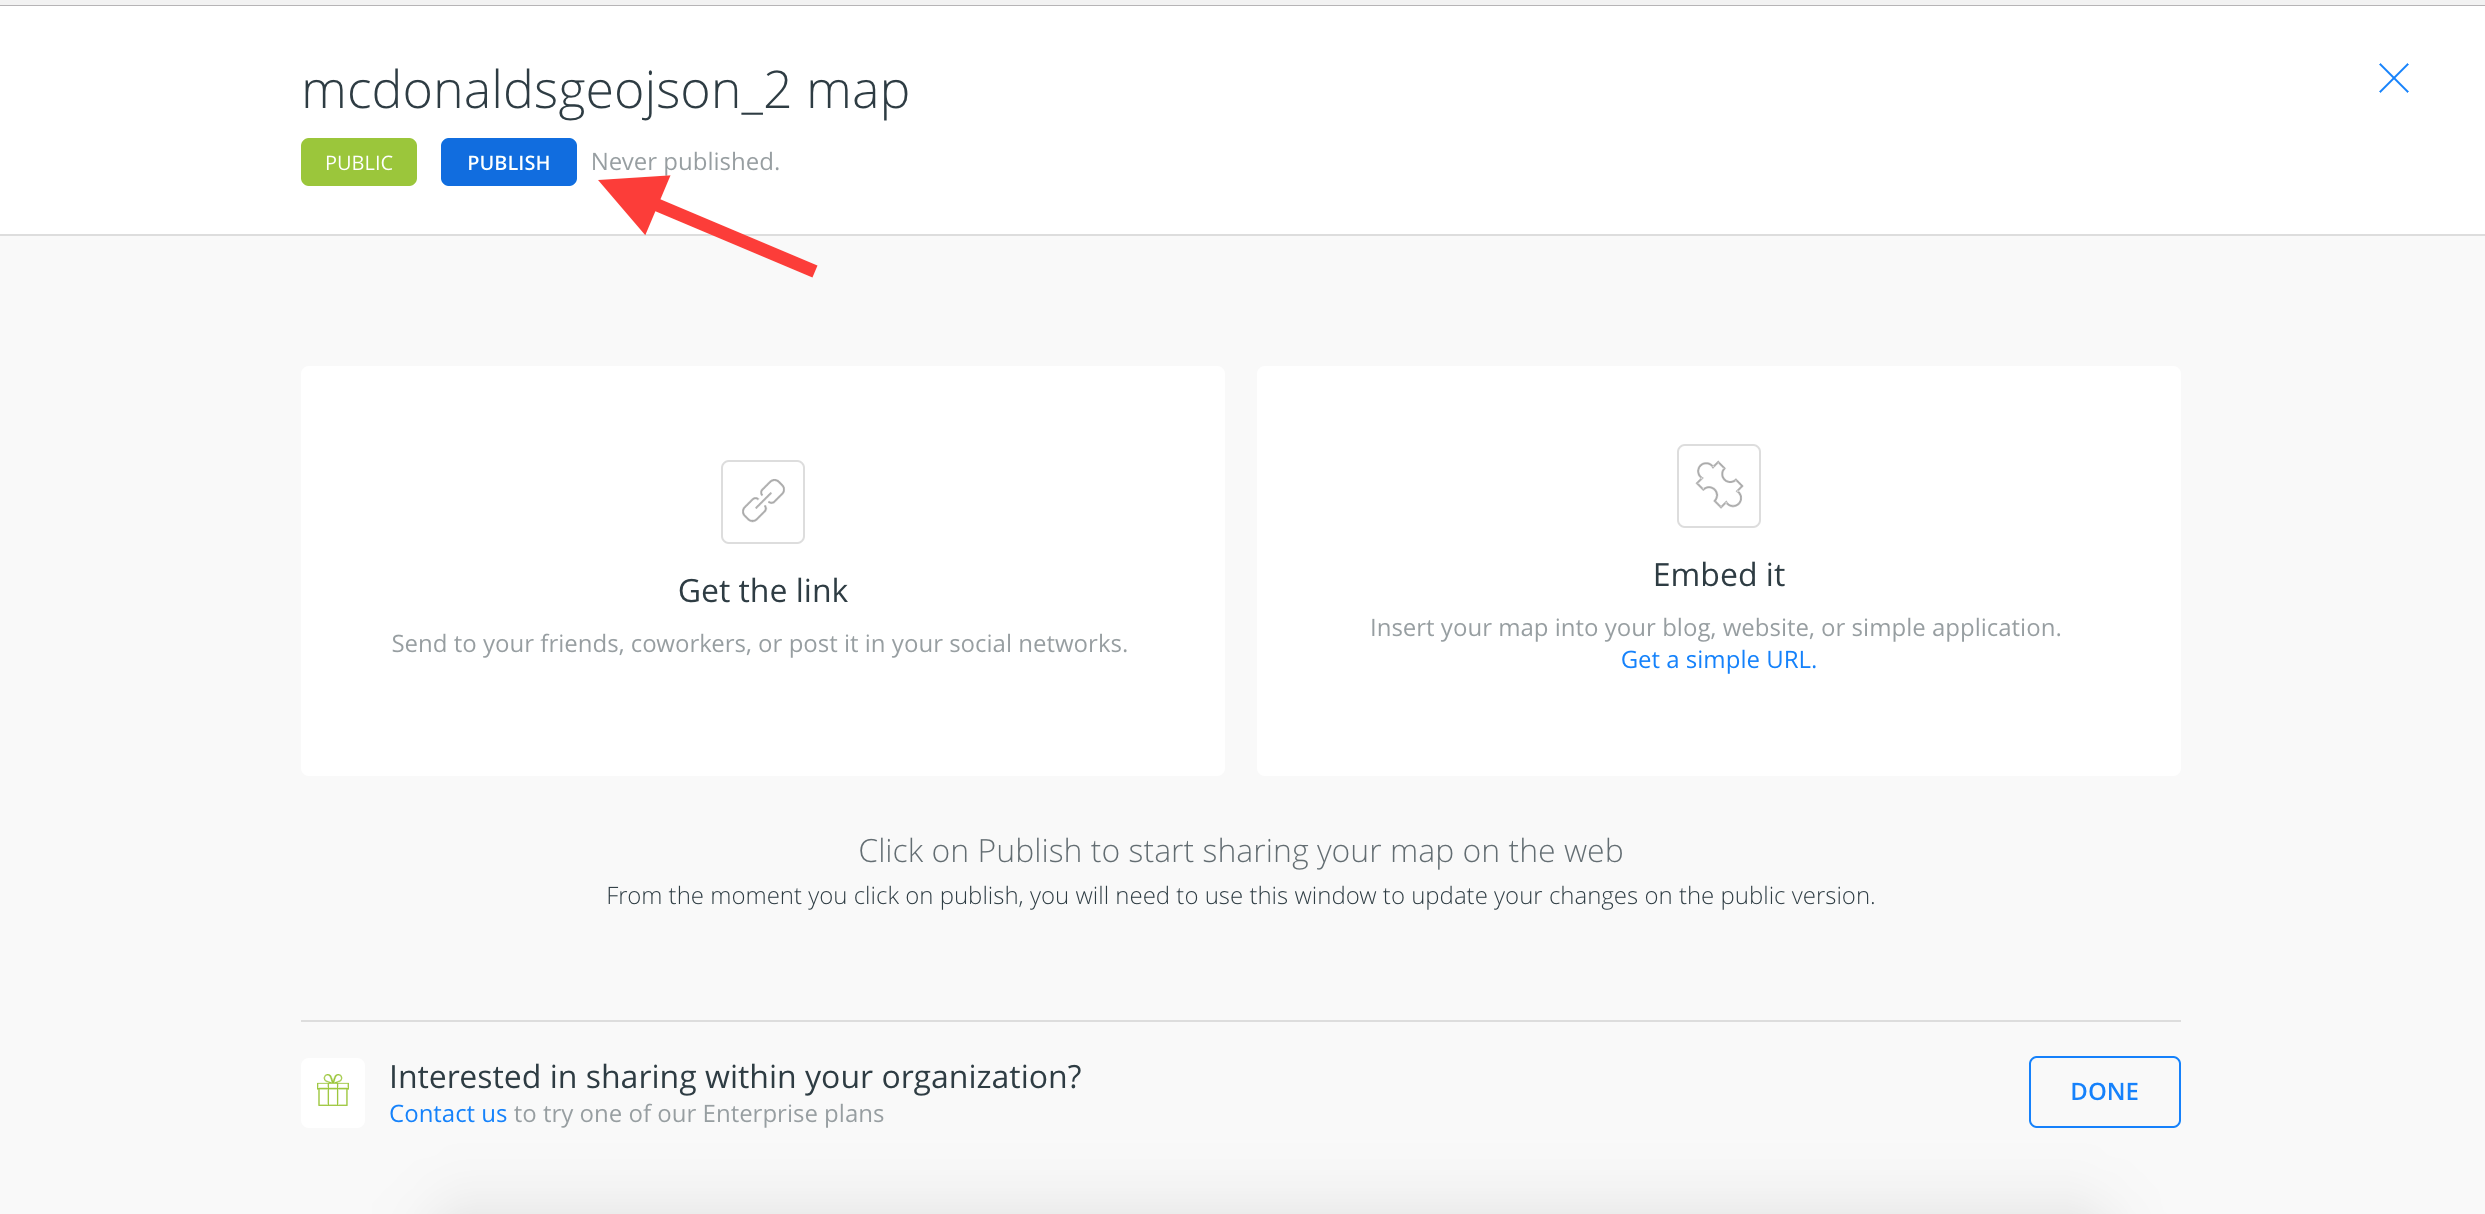 mcdonaldsgeojson_2 map
PUBLIC PUBLISH Never published.
Get the link
Send to your friends, coworkers, or post it in your social networks.
Embed it
Insert your map into your blog, website, or simple application.
Get a simple URL.
Click on Publish to start sharing your map on the web
From the moment you click on publish, you will need to use this window to update your changes on the public version.
Interested in sharing within your organization?
Contact us to try one of our Enterprise plans
DONE